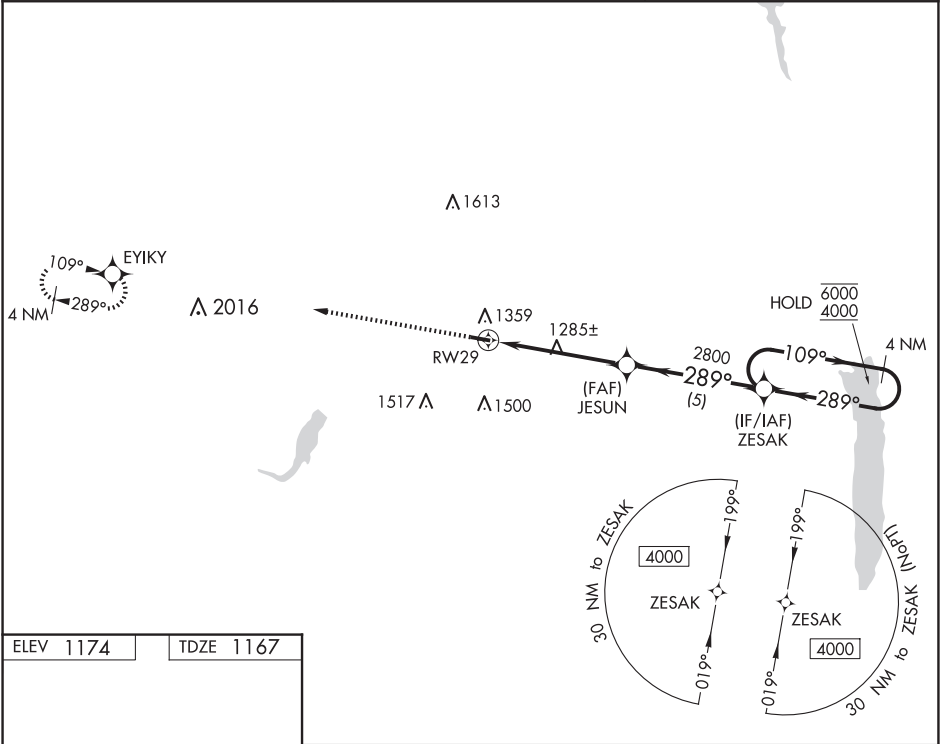 1613
109°
EYIKY
289°
4 NM
2016
HOLD 6000
4000
1359
1285±
RW29
2800
109°
4 NM
289°
(5)
289°
(FAF)
JESUN
(IF/IAF)
ZESAK
1517
1500
30 NM to ZESAK
199°
4000
ZESAK
019°
199°
30 NM to ZESAK (NoPT)
ZESAK
4000
019°
ELEV 1174
TDZE 1167